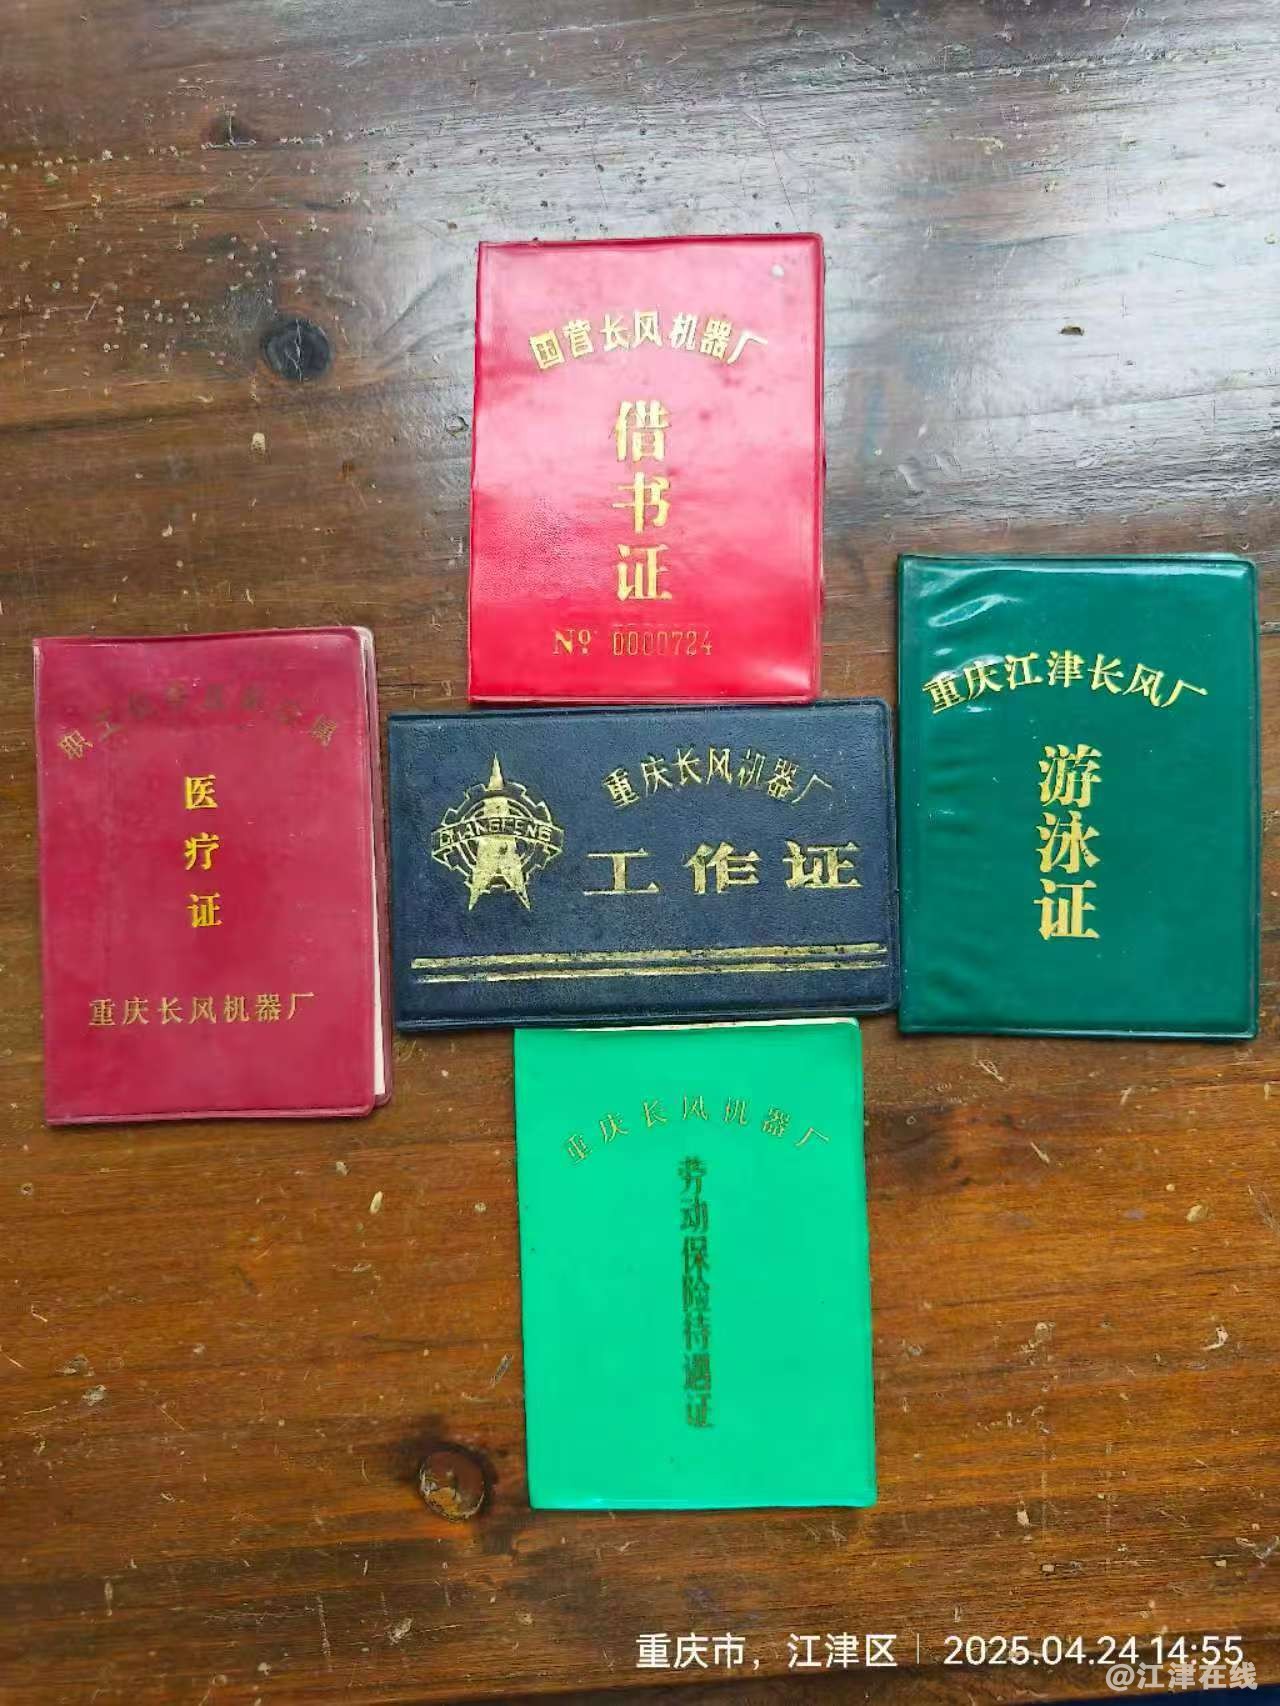 国营长风机器厂
借书证
Nº 0000724
职工
医疗证
重庆长风机器厂
CHANGFENG
重庆长风机器厂
工作证
重庆江津长风厂
游泳证
重庆长风机器厂
劳动保险待遇证
重庆市，江津区 | 2025.04.24 14:55
@江津在线